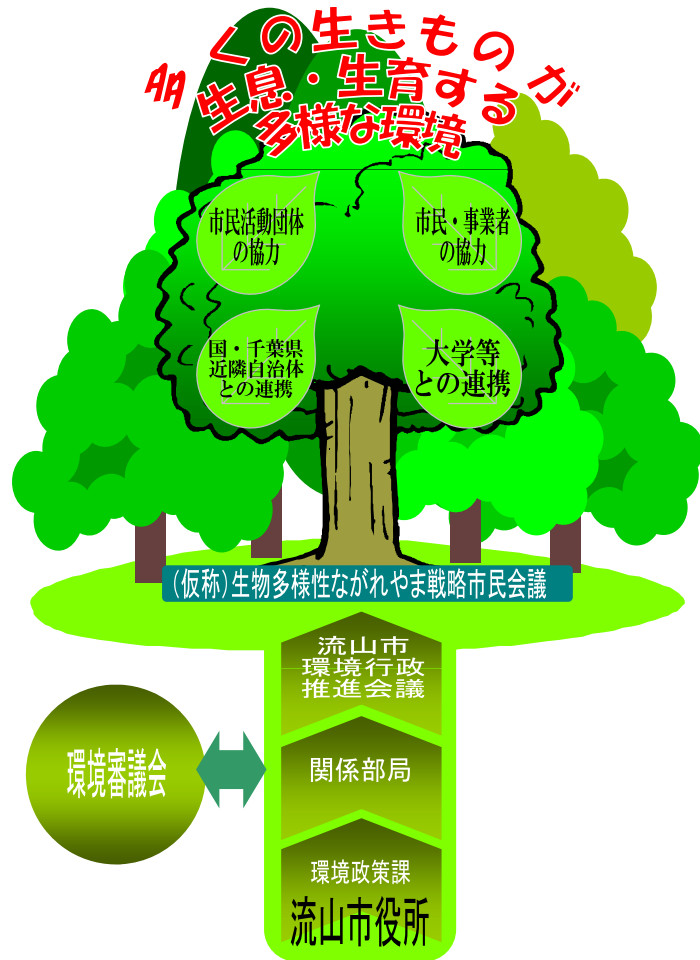 多くの生きものが
生息・生育する
多様な環境
市民活動団体
の協力
市民・事業者
の協力
国・千葉県
近隣自治体
との連携
大学等
との連携
(仮称)生物多様性ながれやま戦略市民会議
流山市
環境行政
推進会議
環境審議会
関係部局
環境政策課
流山市役所